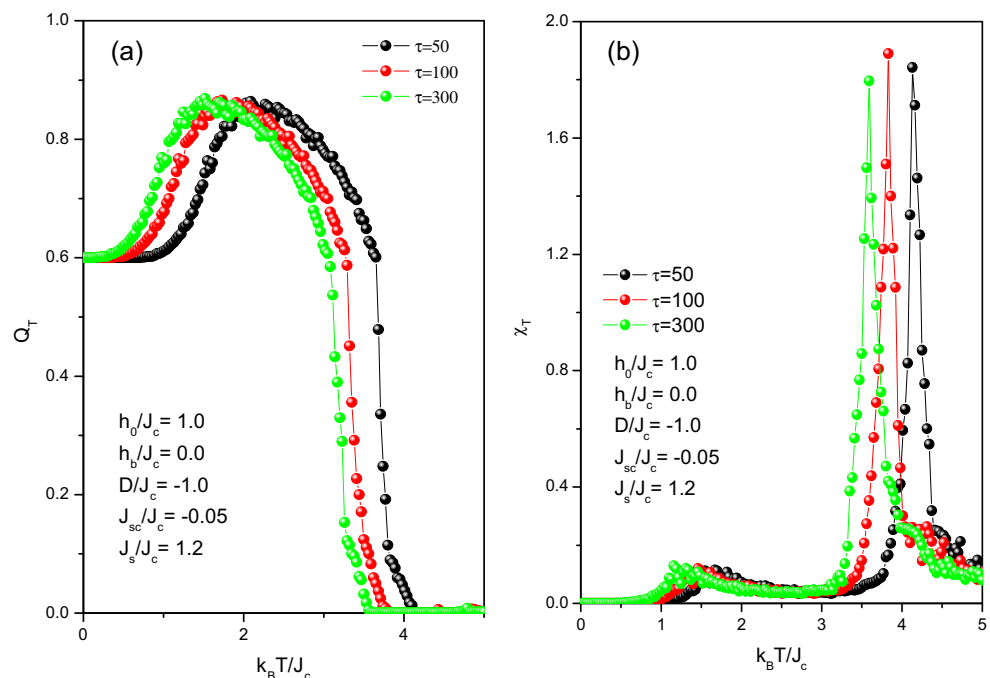 (a)
τ=50
τ=100
τ=300
1.0
0.8
0.6
0.4
0.2
0.0
Q_T
h_0/J_c= 1.0
h_b/J_c= 0.0
D/J_c= -1.0
J_sc/J_c= -0.05
J_s/J_c= 1.2
0
2
4
k_BT/J_c
(b)
2.0
1.6
1.2
0.8
0.4
0.0
χ_T
τ=50
τ=100
τ=300
h_0/J_c= 1.0
h_b/J_c= 0.0
D/J_c= -1.0
J_sc/J_c= -0.05
J_s/J_c= 1.2
0
1
2
3
4
5
k_BT/J_c